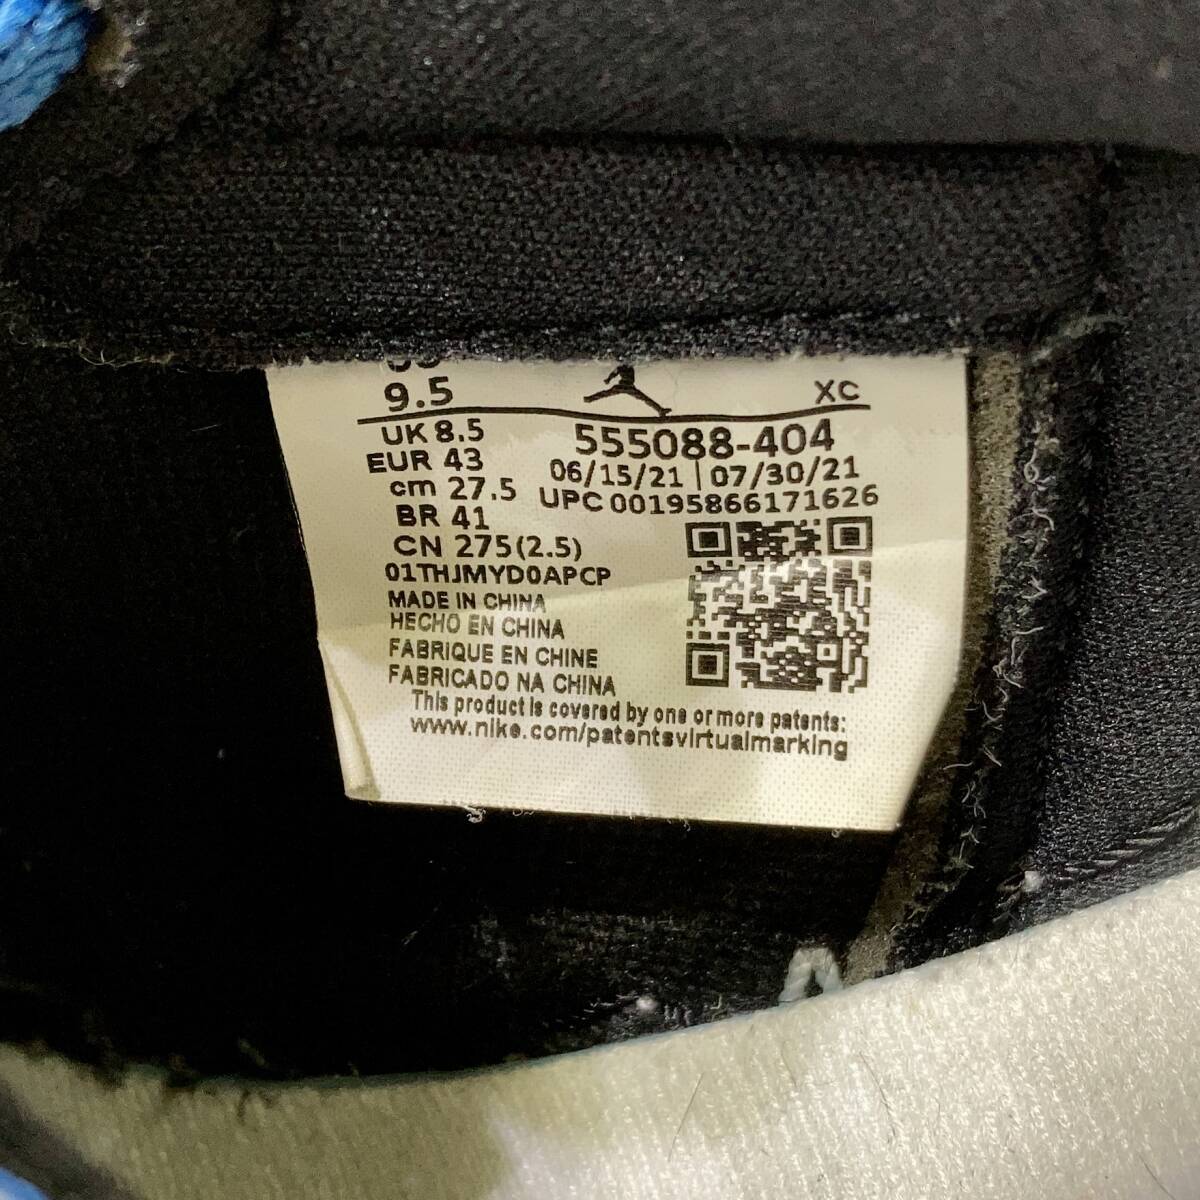 9.5 XC
UK 8.5 555088-404
EUR 43 06/15/21 | 07/30/21
cm 27.5 UPC 00195866171626
BR 41
CN 275(2.5)
01THJMYD0APCP
MADE IN CHINA
HECHO EN CHINA
FABRIQUE EN CHINE
FABRICADO NA CHINA
This product is covered by one or more patents:
www.nike.com/patentsvirtualmarking